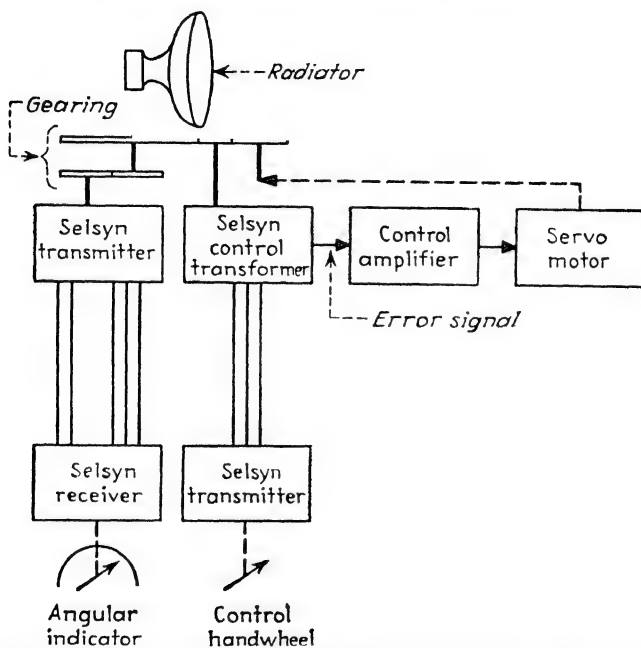 Radiator
Gearing
Selsyn
transmitter
Selsyn
control
transformer
Control
amplifier
Servo
motor
Error signal
Selsyn
receiver
Selsyn
transmitter
Angular
indicator
Control
handwheel